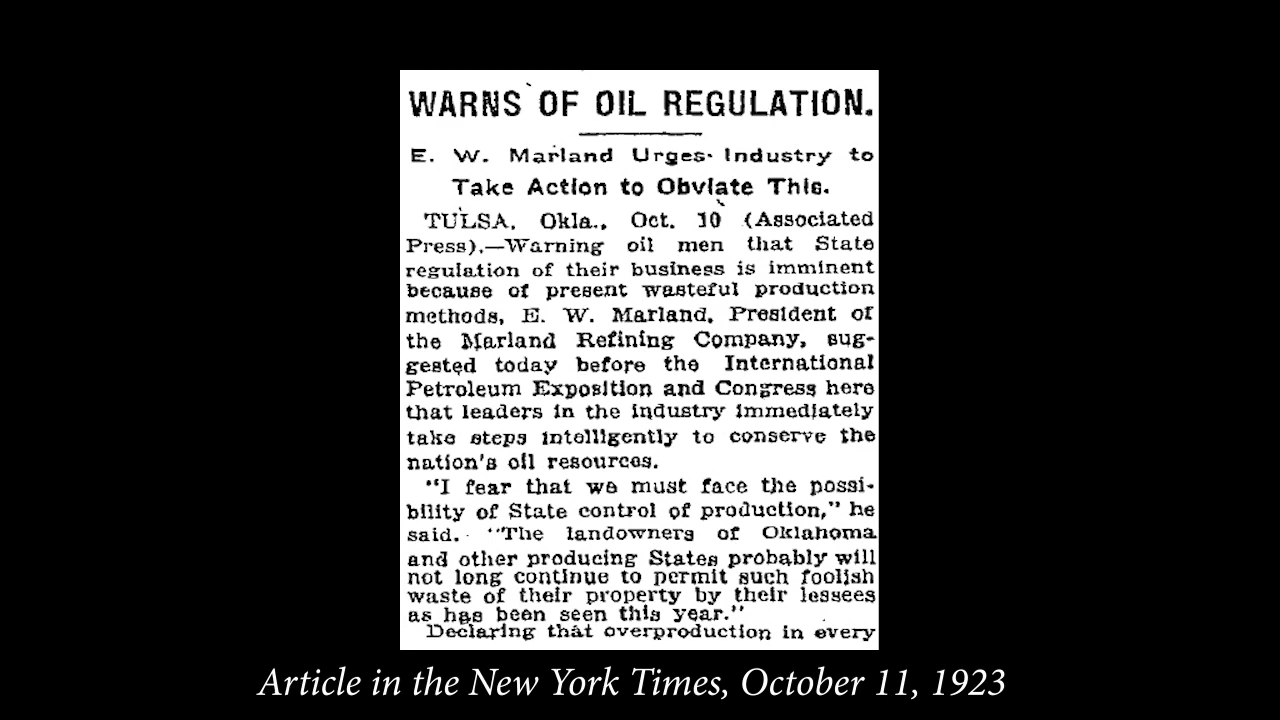 WARNS OF OIL REGULATION.
E. W. Marland Urges Industry to
Take Action to Obviate This.
TULSA, Okla., Oct. 10 (Associated
Press).—Warning oil men that State
regulation of their business is imminent
because of present wasteful production
methods, E. W. Marland, President of
the Marland Refining Company, sug-
gested today before the International
Petroleum Exposition and Congress here
that leaders in the industry immediately
take steps intelligently to conserve the
nation's oil resources.
"I fear that we must face the possi-
bility of State control of production," he
said. "The landowners of Oklahoma
and other producing States probably will
not long continue to permit such foolish
waste of their property by their lessees
as has been seen this year."
Declaring that overproduction in every
Article in the New York Times, October 11, 1923